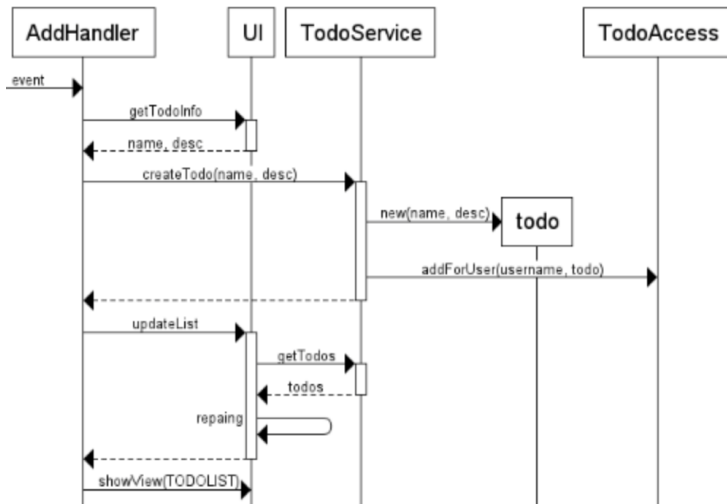 AddHandler UI TodoService TodoAccess
event
getTodoInfo
name, desc
createTodo(name, desc)
new(name, desc) todo
addForUser(username, todo)
updateList
getTodos
todos
repaing
showView(TODOLIST)